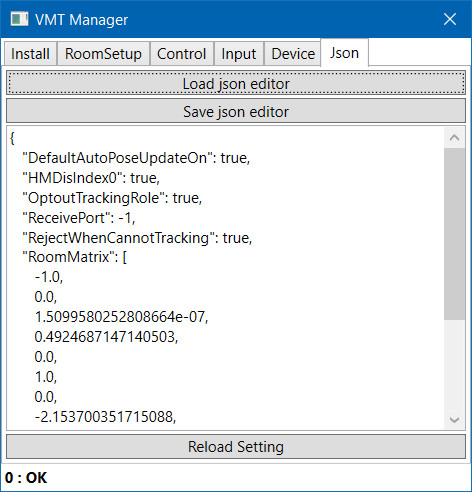 VMT Manager
Install RoomSetup Control Input Device Json
Load json editor
Save json editor
{
"DefaultAutoPoseUpdateOn": true,
"HMDisIndex0": true,
"OptoutTrackingRole": true,
"ReceivePort": -1,
"RejectWhenCannotTracking": true,
"RoomMatrix": [
-1.0,
0.0,
1.5099580252808664e-07,
0.4924687147140503,
0.0,
1.0,
0.0,
-2.153700351715088,
Reload Setting
0 : OK